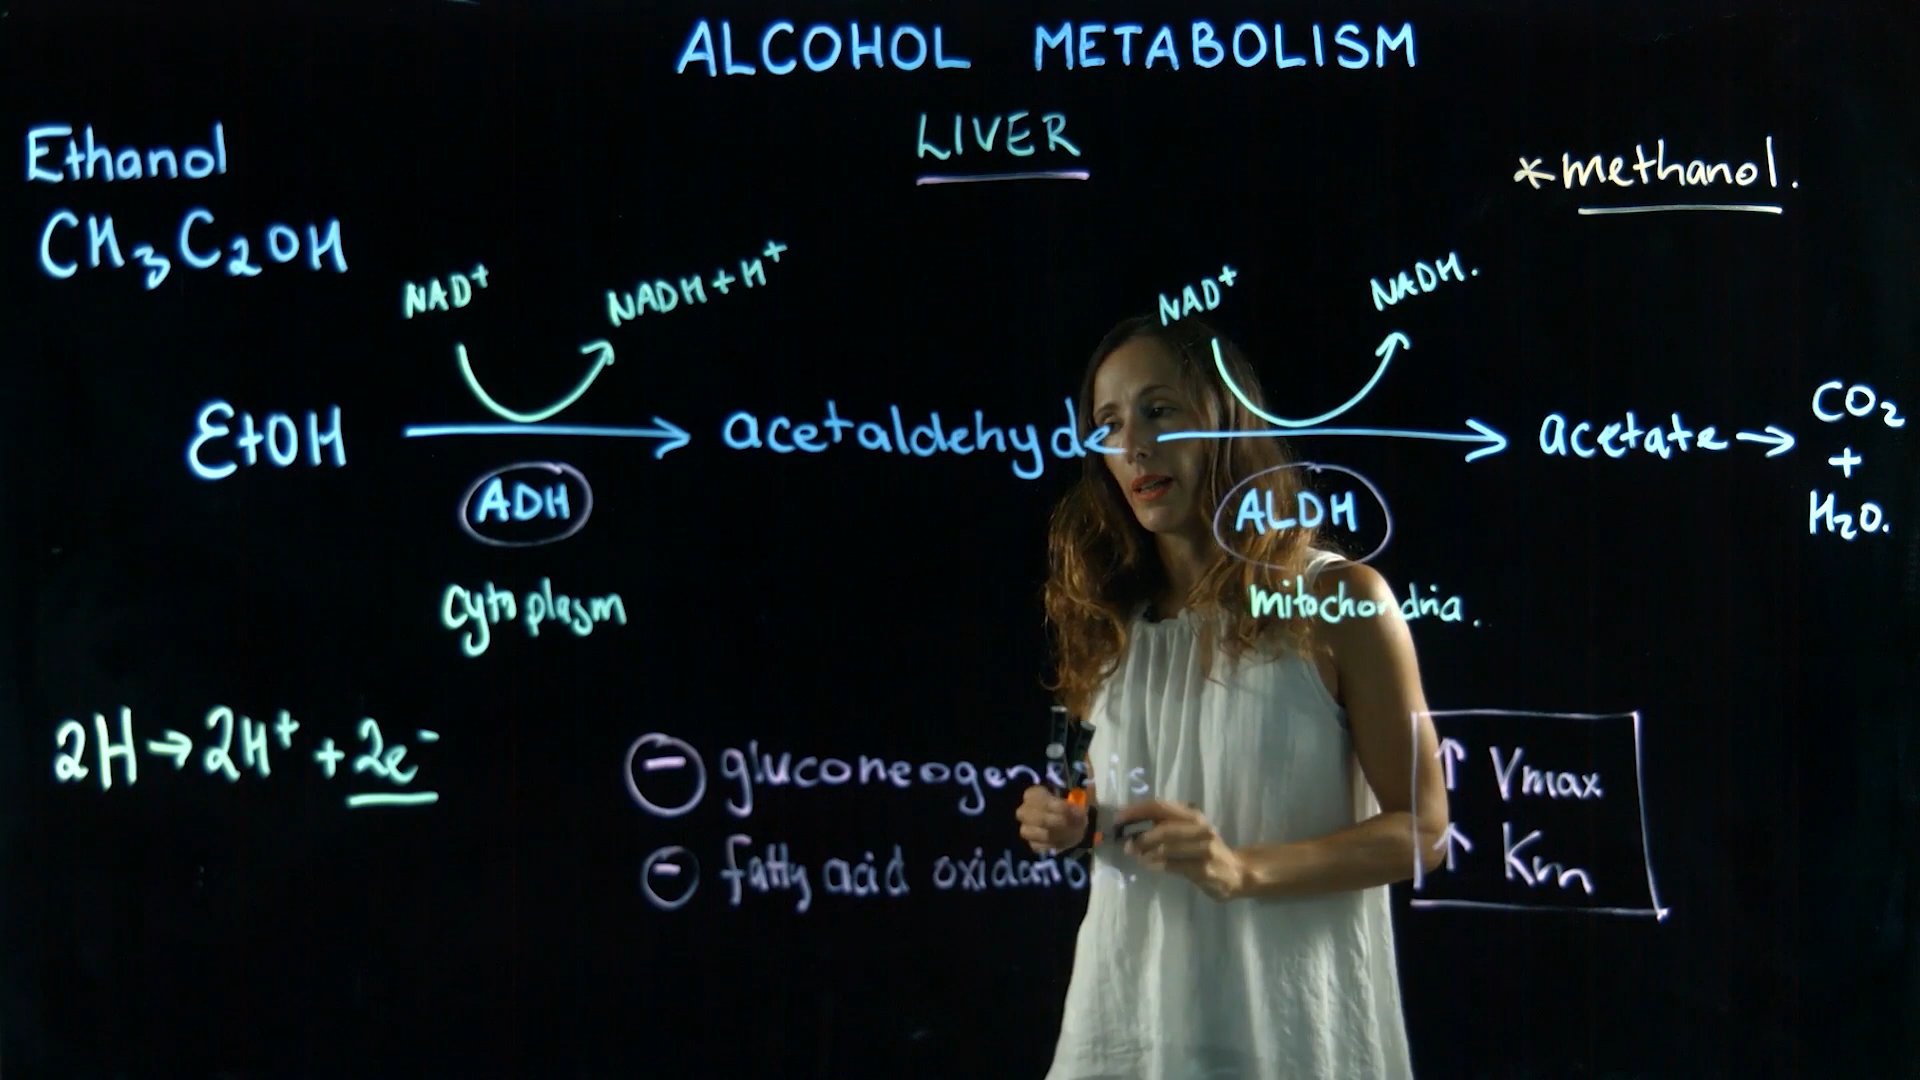 ALCOHOL METABOLISM
LIVER
Ethanol
CH₃C₂OH
*methanol.
NAD⁺
NADH + H⁺
NAD⁺
NADH.
EtOH → acetaldehyde → acetate → CO₂ + H₂O.
ADH
ALDH
cytoplasm
mitochondria.
2H → 2H⁺ + 2e⁻
⊖ gluconeogenesis
⊖ fatty acid oxidation.
↑ Vmax
↑ Km